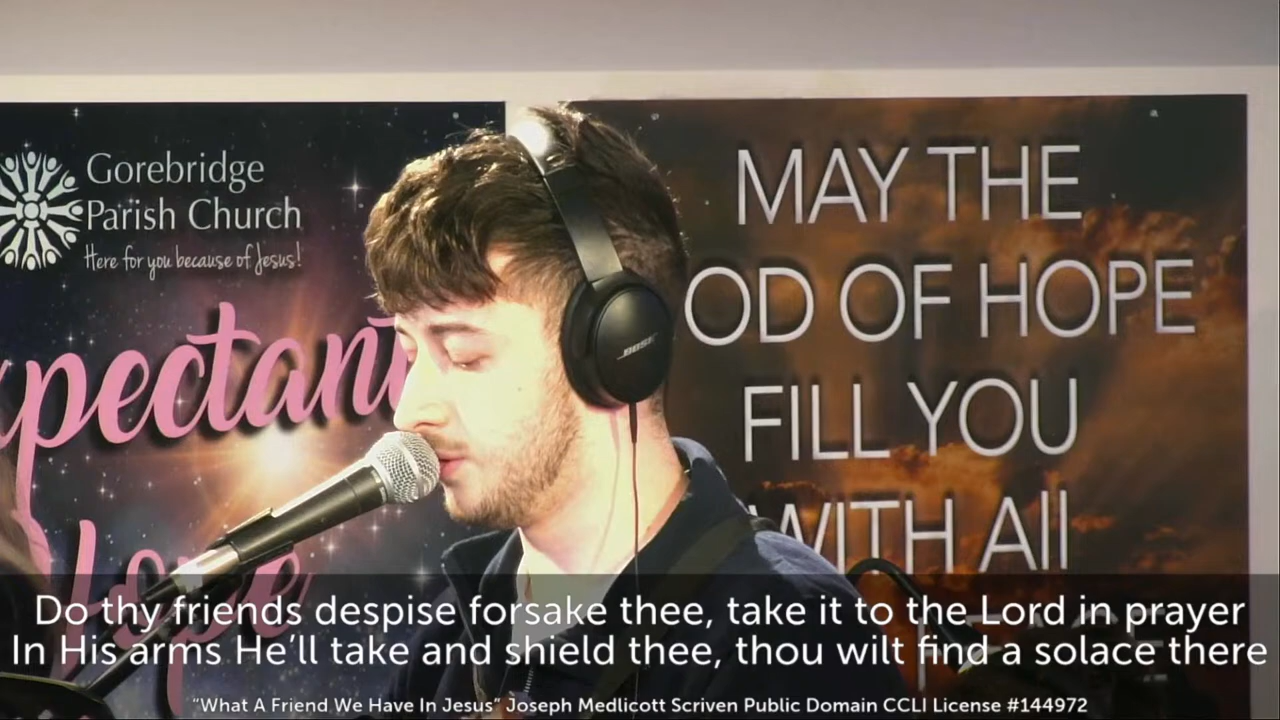 Gorebridge
Parish Church
Here for you because of Jesus!
xpectant
Hope
MAY THE
OD OF HOPE
FILL YOU
WITH All
BOSE
Do thy friends despise forsake thee, take it to the Lord in prayer
In His arms He'll take and shield thee, thou wilt find a solace there
"What A Friend We Have In Jesus" Joseph Medlicott Scriven Public Domain CCLI License #144972